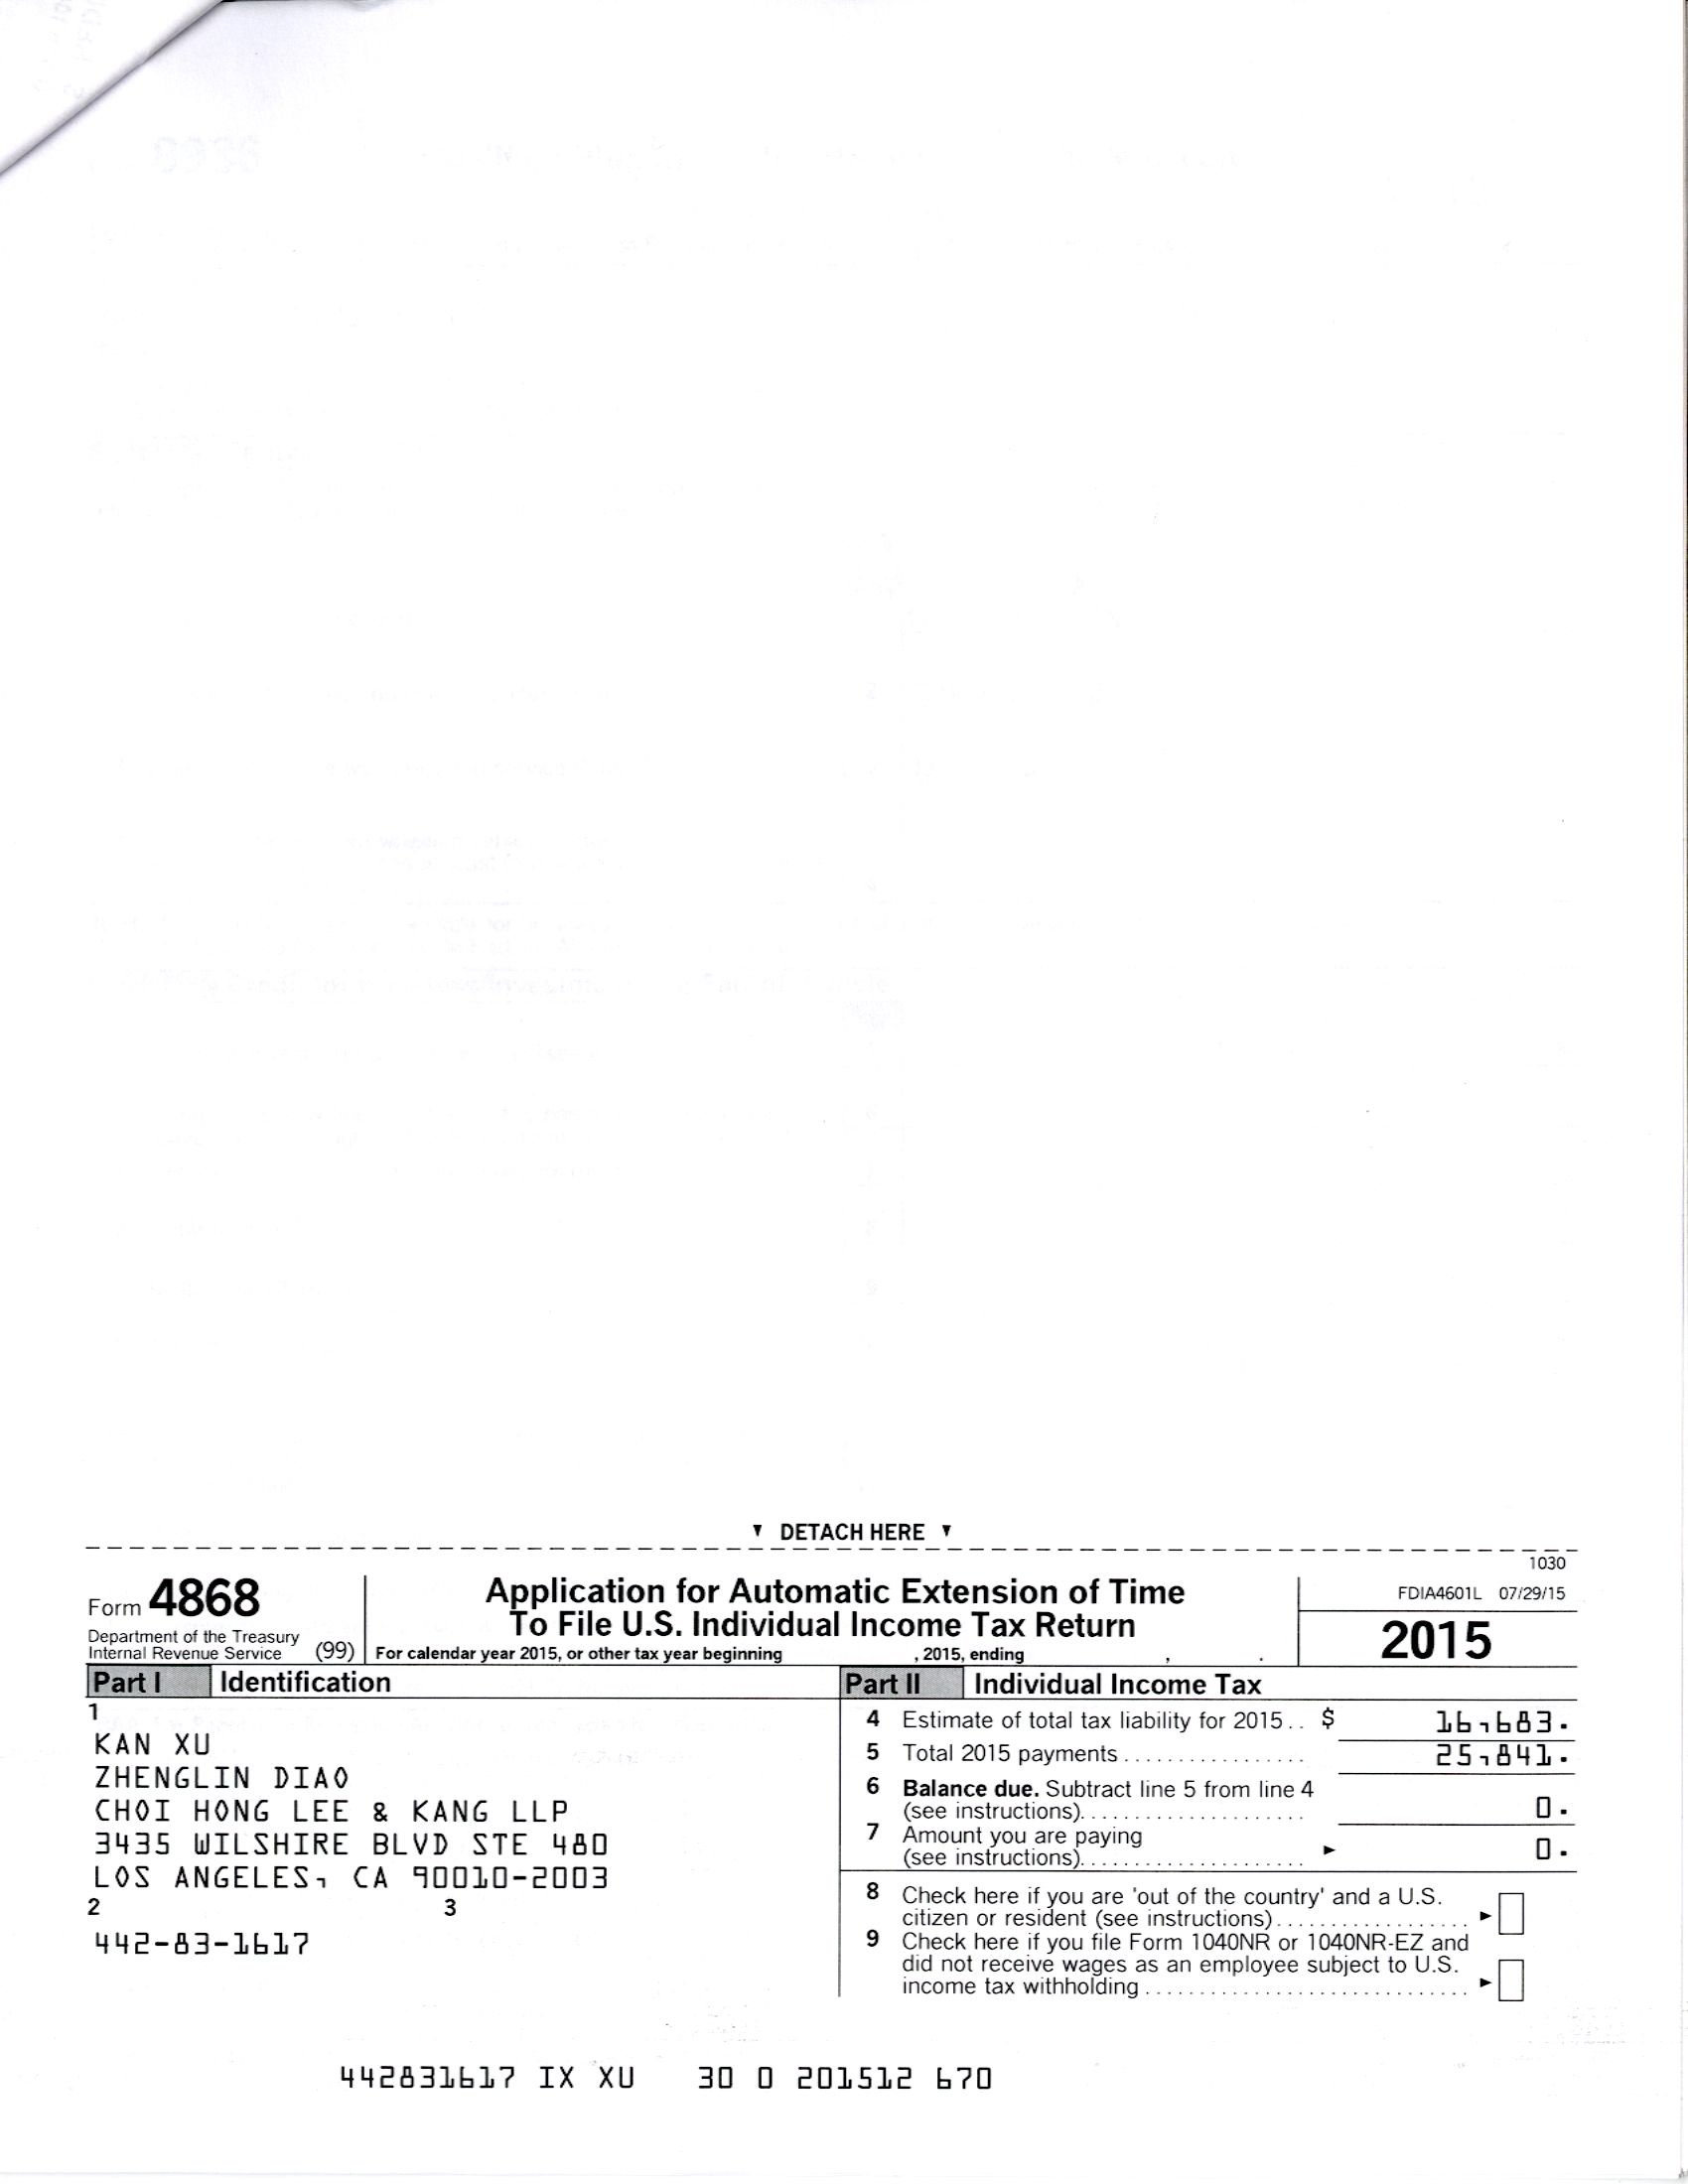 ▼ DETACH HERE ▼
1030
Form 4868
Department of the Treasury
Internal Revenue Service (99)
Application for Automatic Extension of Time
To File U.S. Individual Income Tax Return
For calendar year 2015, or other tax year beginning , 2015, ending , .
FDIA4601L 07/29/15
2015
Part I Identification
1
KAN XU
ZHENGLIN DIAO
CHOI HONG LEE & KANG LLP
3435 WILSHIRE BLVD STE 480
LOS ANGELES, CA 90010-2003
2 3
442-83-1617
Part II Individual Income Tax
4 Estimate of total tax liability for 2015.. $ 16,683.
5 Total 2015 payments ................. 25,841.
6 Balance due. Subtract line 5 from line 4
(see instructions)..................... 0.
7 Amount you are paying
(see instructions)..................... ► 0.
8 Check here if you are 'out of the country' and a U.S.
citizen or resident (see instructions).................. ►
9 Check here if you file Form 1040NR or 1040NR-EZ and
did not receive wages as an employee subject to U.S.
income tax withholding .............................. ►
442831617 IX XU 30 0 201512 670